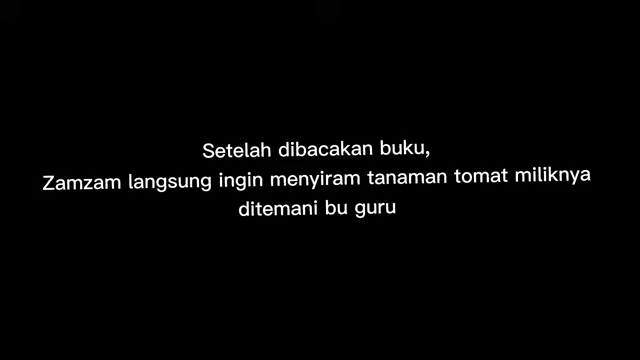 Setelah dibacakan buku,
Zamzam langsung ingin menyiram tanaman tomat miliknya
ditemani bu guru